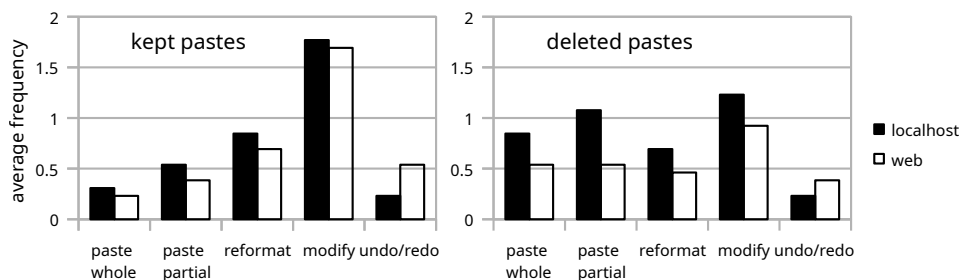 average frequency
2
1.5
1
0.5
0
kept pastes
paste whole
paste partial
reformat
modify
undo/redo
2
1.5
1
0.5
0
deleted pastes
paste whole
paste partial
reformat
modify
undo/redo
localhost
web